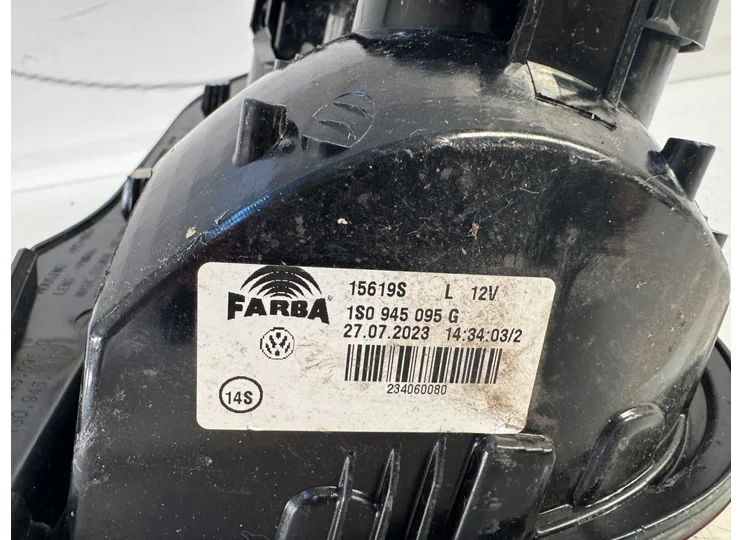 15619S L 12V
FARBA®
1S0 945 095 G
27.07.2023 14:34:03/2
234060080
14S